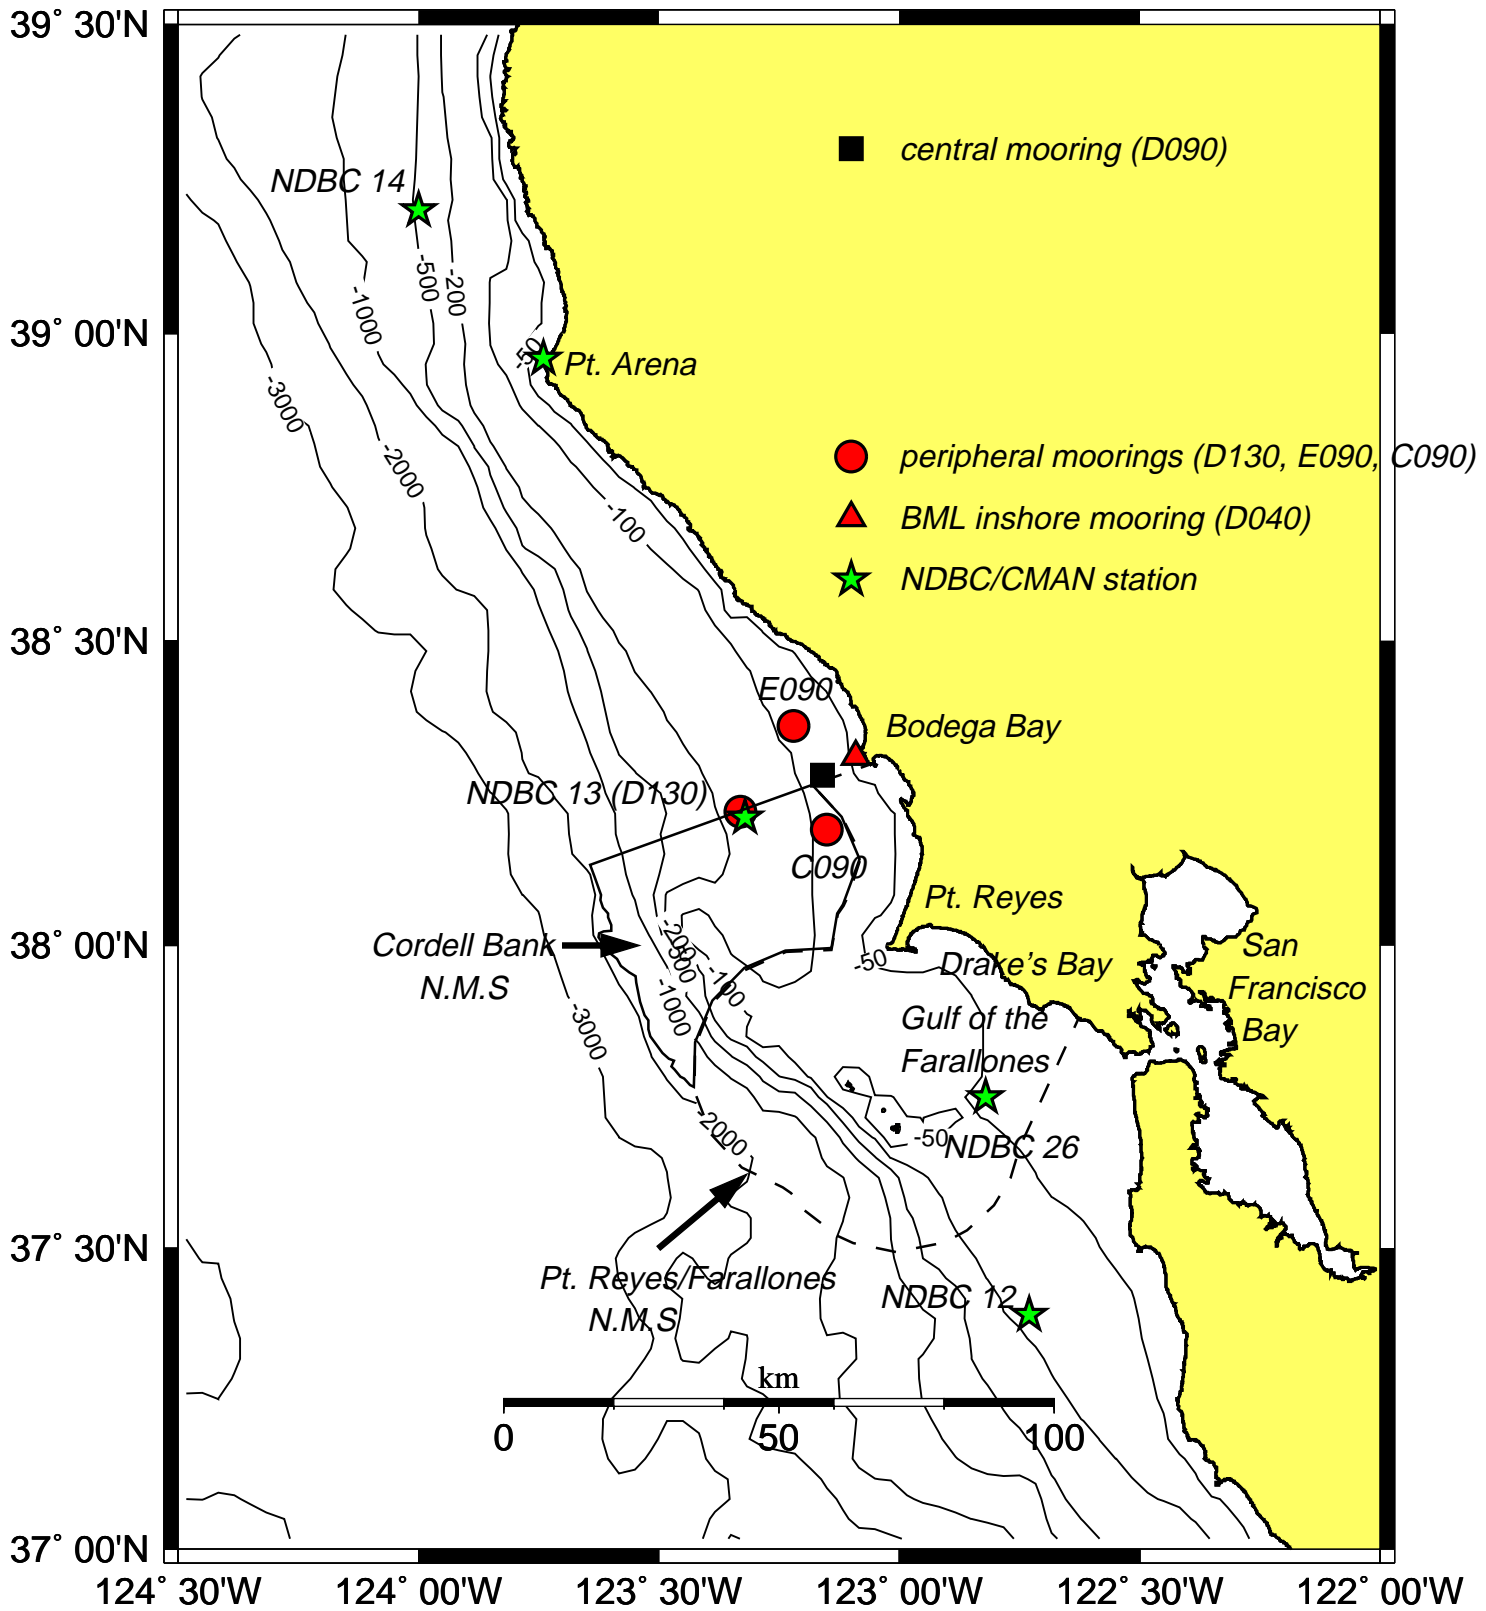 39° 30'N
central mooring (D090)
NDBC 14
-500
-200
-1000
39° 00'N
-50
Pt. Arena
-3000
-2000
peripheral moorings (D130, E090, C090)
-100
BML inshore mooring (D040)
NDBC/CMAN station
38° 30'N
E090
Bodega Bay
NDBC 13 (D130)
C090
Pt. Reyes
38° 00'N
Cordell Bank
N.M.S
-200
-500
-100
-1000
-50
Drake's Bay
San
Francisco
Bay
-3000
Gulf of the
Farallones
-2000
-50
NDBC 26
37° 30'N
Pt. Reyes/Farallones
N.M.S
NDBC 12
km
0
50
100
37° 00'N
124° 30'W
124° 00'W
123° 30'W
123° 00'W
122° 30'W
122° 00'W